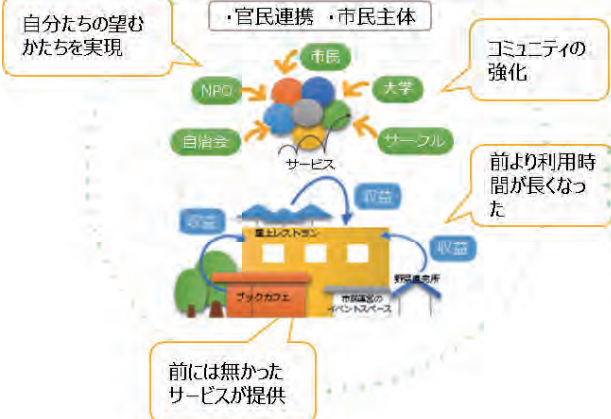 ・官民連携 ・市民主体
自分たちの望む
かたちを実現
市民
NPO
大学
コミュニティの
強化
自治会
サークル
サービス
前より利用時
間が長くなっ
た
収益
収益
屋上レストラン
収益
野菜直売所
ブックカフェ
市民運営の
イベントスペース
前には無かった
サービスが提供